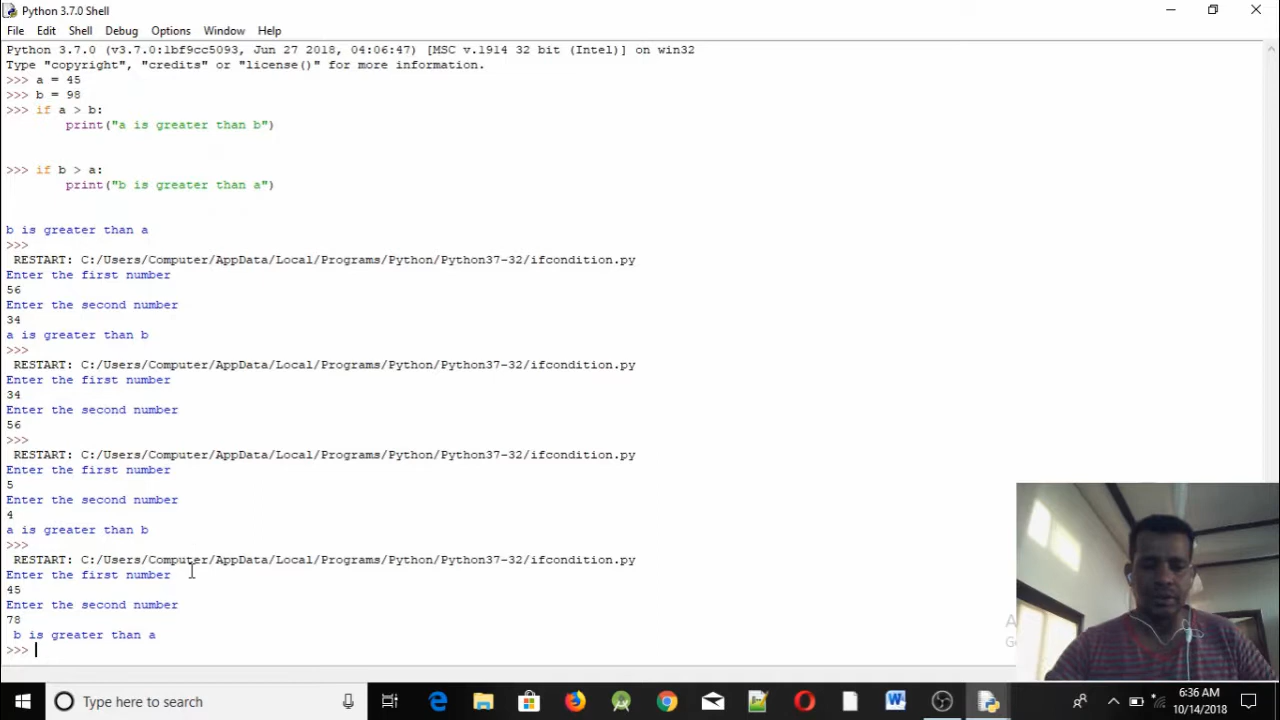 Python 3.7.0 Shell
File Edit Shell Debug Options Window Help
Python 3.7.0 (v3.7.0:1bf9cc5093, Jun 27 2018, 04:06:47) [MSC v.1914 32 bit (Intel)] on win32
Type "copyright", "credits" or "license()" for more information.
>>> a = 45
>>> b = 98
>>> if a > b:
print("a is greater than b")
>>> if b > a:
print("b is greater than a")
b is greater than a
>>>
RESTART: C:/Users/Computer/AppData/Local/Programs/Python/Python37-32/ifcondition.py
Enter the first number
56
Enter the second number
34
a is greater than b
>>>
RESTART: C:/Users/Computer/AppData/Local/Programs/Python/Python37-32/ifcondition.py
Enter the first number
34
Enter the second number
56
>>>
RESTART: C:/Users/Computer/AppData/Local/Programs/Python/Python37-32/ifcondition.py
Enter the first number
5
Enter the second number
4
a is greater than b
>>>
RESTART: C:/Users/Computer/AppData/Local/Programs/Python/Python37-32/ifcondition.py
Enter the first number
45
Enter the second number
78
b is greater than a
>>>
Type here to search
6:36 AM
10/14/2018